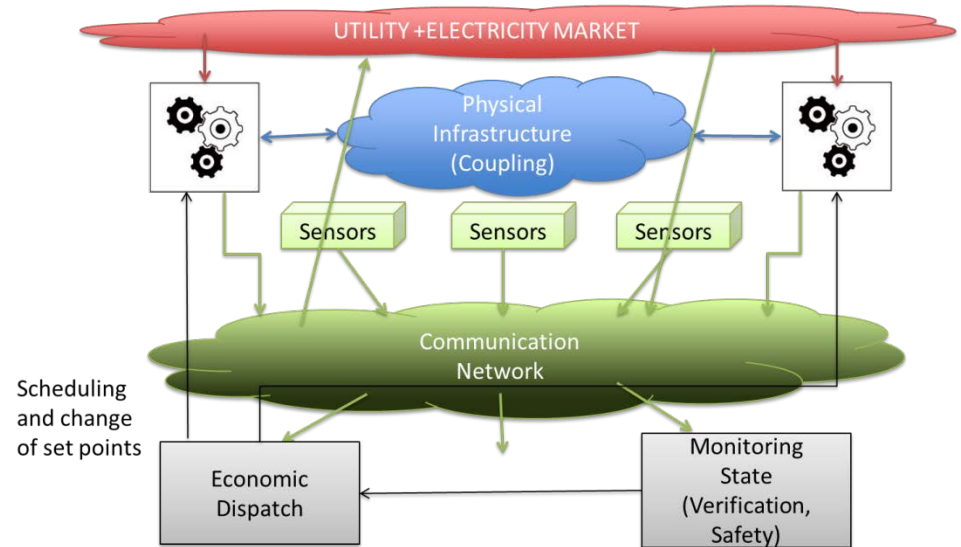 UTILITY +ELECTRICITY MARKET
Physical
Infrastructure
(Coupling)
Sensors
Sensors
Sensors
Communication
Network
Scheduling
and change
of set points
Economic
Dispatch
Monitoring
State
(Verification,
Safety)